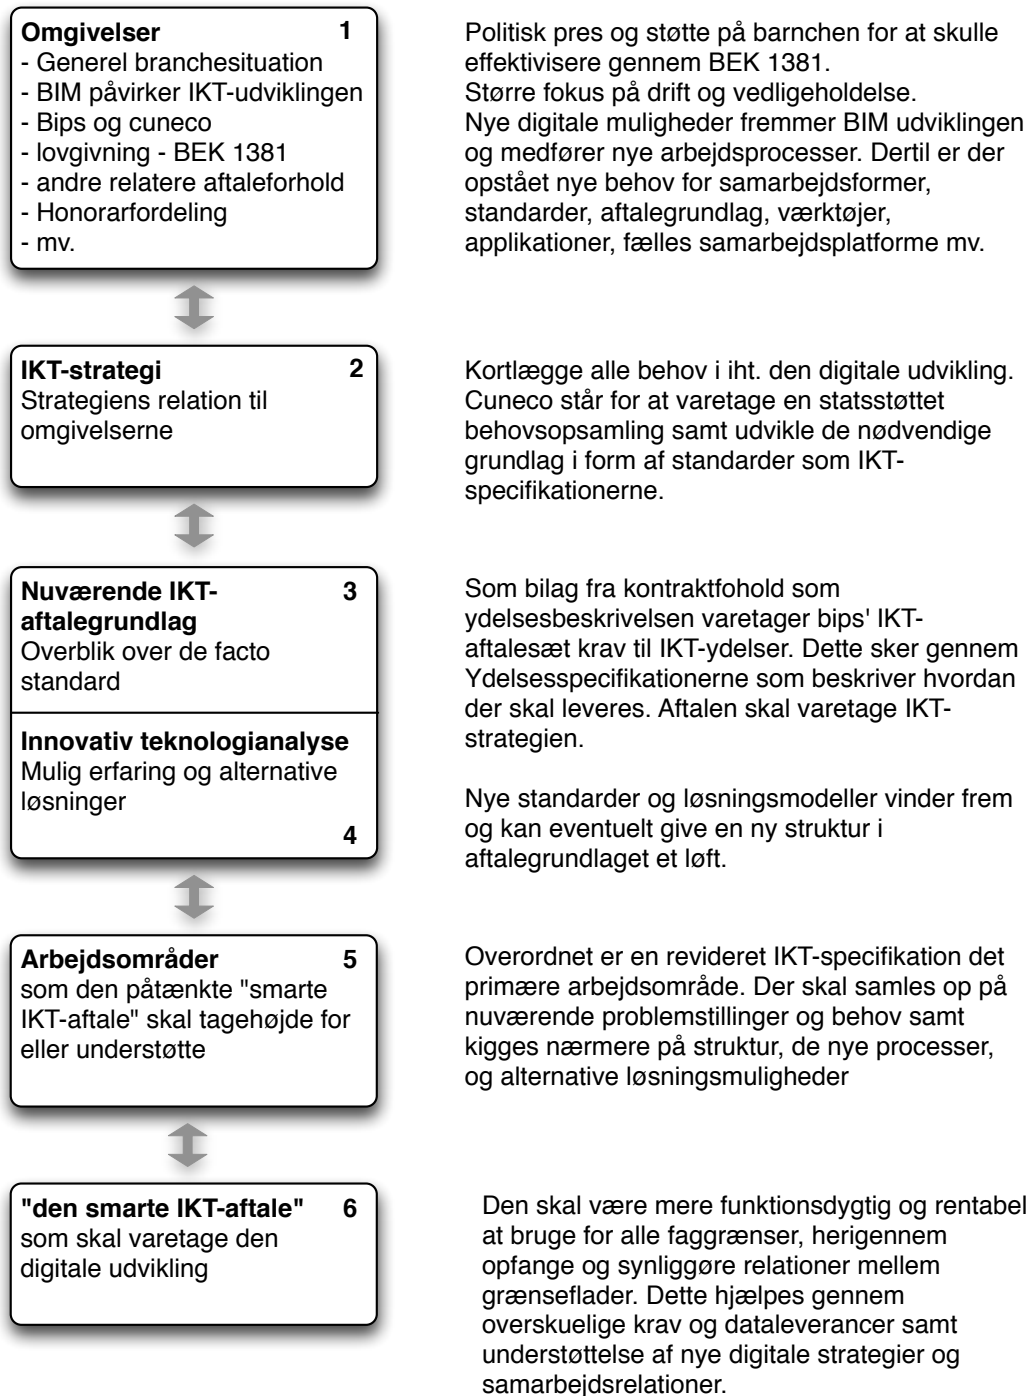 Omgivelser 1
- Generel branchesituation
- BIM påvirker IKT-udviklingen
- Bips og cuneco
- lovgivning - BEK 1381
- andre relatere aftaleforhold
- Honorarfordeling
- mv.
Politisk pres og støtte på barnchen for at skulle
effektivisere gennem BEK 1381.
Større fokus på drift og vedligeholdelse.
Nye digitale muligheder fremmer BIM udviklingen
og medfører nye arbejdsprocesser. Dertil er der
opstået nye behov for samarbejdsformer,
standarder, aftalegrundlag, værktøjer,
applikationer, fælles samarbejdsplatforme mv.
IKT-strategi 2
Strategiens relation til
omgivelserne
Kortlægge alle behov i iht. den digitale udvikling.
Cuneco står for at varetage en statsstøttet
behovsopsamling samt udvikle de nødvendige
grundlag i form af standarder som IKT-
specifikationerne.
Nuværende IKT- 3
aftalegrundlag
Overblik over de facto
standard
Som bilag fra kontraktfohold som
ydelsesbeskrivelsen varetager bips' IKT-
aftalesæt krav til IKT-ydelser. Dette sker gennem
Ydelsesspecifikationerne som beskriver hvordan
der skal leveres. Aftalen skal varetage IKT-
strategien.
Innovativ teknologianalyse
Mulig erfaring og alternative
løsninger
4
Nye standarder og løsningsmodeller vinder frem
og kan eventuelt give en ny struktur i
aftalegrundlaget et løft.
Arbejdsområder 5
som den påtænkte "smarte
IKT-aftale" skal tagehøjde for
eller understøtte
Overordnet er en revideret IKT-specifikation det
primære arbejdsområde. Der skal samles op på
nuværende problemstillinger og behov samt
kigges nærmere på struktur, de nye processer,
og alternative løsningsmuligheder
"den smarte IKT-aftale" 6
som skal varetage den
digitale udvikling
Den skal være mere funktionsdygtig og rentabel
at bruge for alle faggrænser, herigennem
opfange og synliggøre relationer mellem
grænseflader. Dette hjælpes gennem
overskuelige krav og dataleverancer samt
understøttelse af nye digitale strategier og
samarbejdsrelationer.